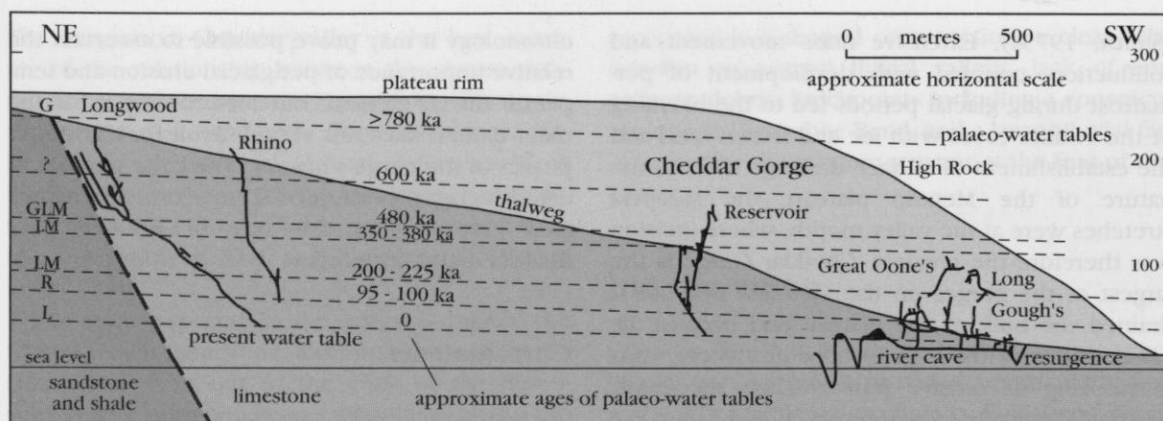 NE
0 metres 500
SW
approximate horizontal scale
300
plateau rim
G
Longwood
>780 ka
palaeo-water tables
?
Rhino
Cheddar Gorge
High Rock
200
600 ka
thalweg
Reservoir
GLM
480 ka
LM
350 - 380 ka
Great Oone's
100
LM
200 - 225 ka
Long
R
95 - 100 ka
Gough's
L
0
present water table
sea level
river cave
resurgence
sandstone
and shale
limestone
approximate ages of palaeo-water tables